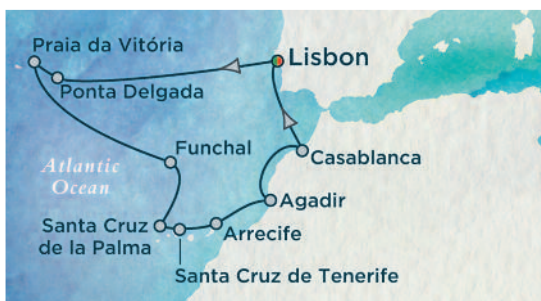 Praia da Vitória
Lisbon
Ponta Delgada
Funchal
Casablanca
Atlantic
Ocean
Agadir
Santa Cruz
de la Palma
Arrecife
Santa Cruz de Tenerife